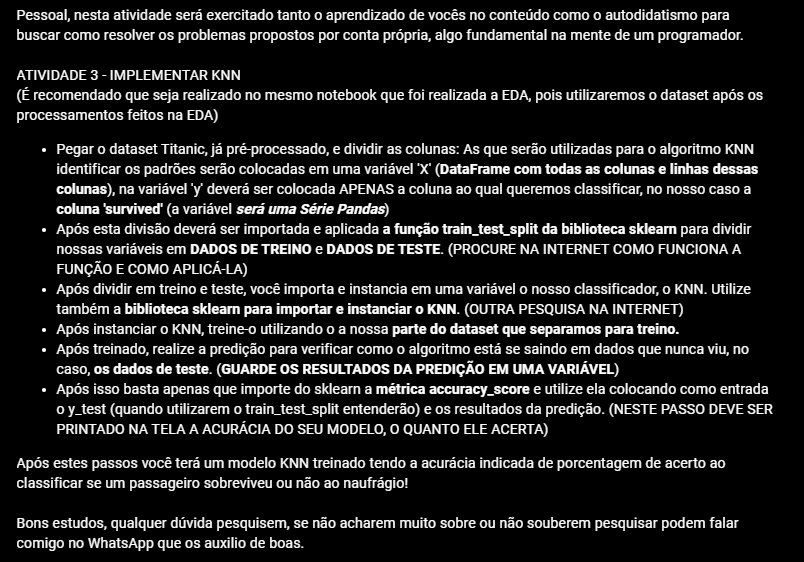 Pessoal, nesta atividade será exercitado tanto o aprendizado de vocês no conteúdo como o autodidatismo para
buscar como resolver os problemas propostos por conta própria, algo fundamental na mente de um programador.
ATIVIDADE 3 - IMPLEMENTAR KNN
(É recomendado que seja realizado no mesmo notebook que foi realizada a EDA, pois utilizaremos o dataset após os
processamentos feitos na EDA)
• Pegar o dataset Titanic, já pré-processado, e dividir as colunas: As que serão utilizadas para o algoritmo KNN
identificar os padrões serão colocadas em uma variável 'X' (DataFrame com todas as colunas e linhas dessas
colunas), na variável 'y' deverá ser colocada APENAS a coluna ao qual queremos classificar, no nosso caso a
coluna 'survived' (a variável será uma Série Pandas)
• Após esta divisão deverá ser importada e aplicada a função train_test_split da biblioteca sklearn para dividir
nossas variáveis em DADOS DE TREINO e DADOS DE TESTE. (PROCURE NA INTERNET COMO FUNCIONA A
FUNÇÃO E COMO APLICÁ-LA)
• Após dividir em treino e teste, você importa e instancia em uma variável o nosso classificador, o KNN. Utilize
também a biblioteca sklearn para importar e instanciar o KNN. (OUTRA PESQUISA NA INTERNET)
• Após instanciar o KNN, treine-o utilizando o a nossa parte do dataset que separamos para treino.
• Após treinado, realize a predição para verificar como o algoritmo está se saindo em dados que nunca viu, no
caso, os dados de teste. (GUARDE OS RESULTADOS DA PREDIÇÃO EM UMA VARIÁVEL)
• Após isso basta apenas que importe do sklearn a métrica accuracy_score e utilize ela colocando como entrada
o y_test (quando utilizarem o train_test_split entenderão) e os resultados da predição. (NESTE PASSO DEVE SER
PRINTADO NA TELA A ACURÁCIA DO SEU MODELO, O QUANTO ELE ACERTA)
Após estes passos você terá um modelo KNN treinado tendo a acurácia indicada de porcentagem de acerto ao
classificar se um passageiro sobreviveu ou não ao naufrágio!
Bons estudos, qualquer dúvida pesquisem, se não acharem muito sobre ou não souberem pesquisar podem falar
comigo no WhatsApp que os auxilio de boas.